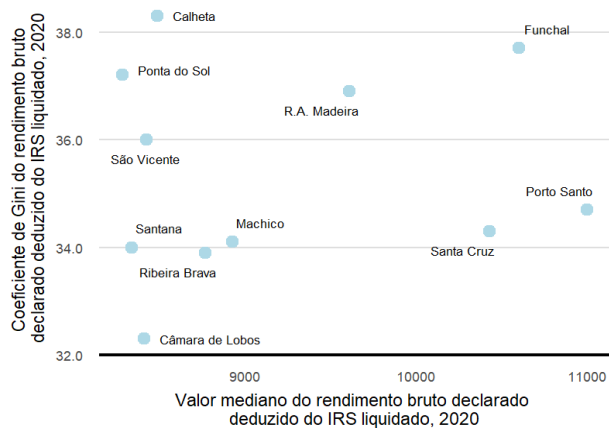 Coeficiente de Gini do rendimento bruto
declarado deduzido do IRS liquidado, 2020
38.0
36.0
34.0
32.0
Calheta
Funchal
Ponta do Sol
R.A. Madeira
São Vicente
Porto Santo
Santana
Machico
Santa Cruz
Ribeira Brava
Câmara de Lobos
9000
10000
11000
Valor mediano do rendimento bruto declarado
deduzido do IRS liquidado, 2020